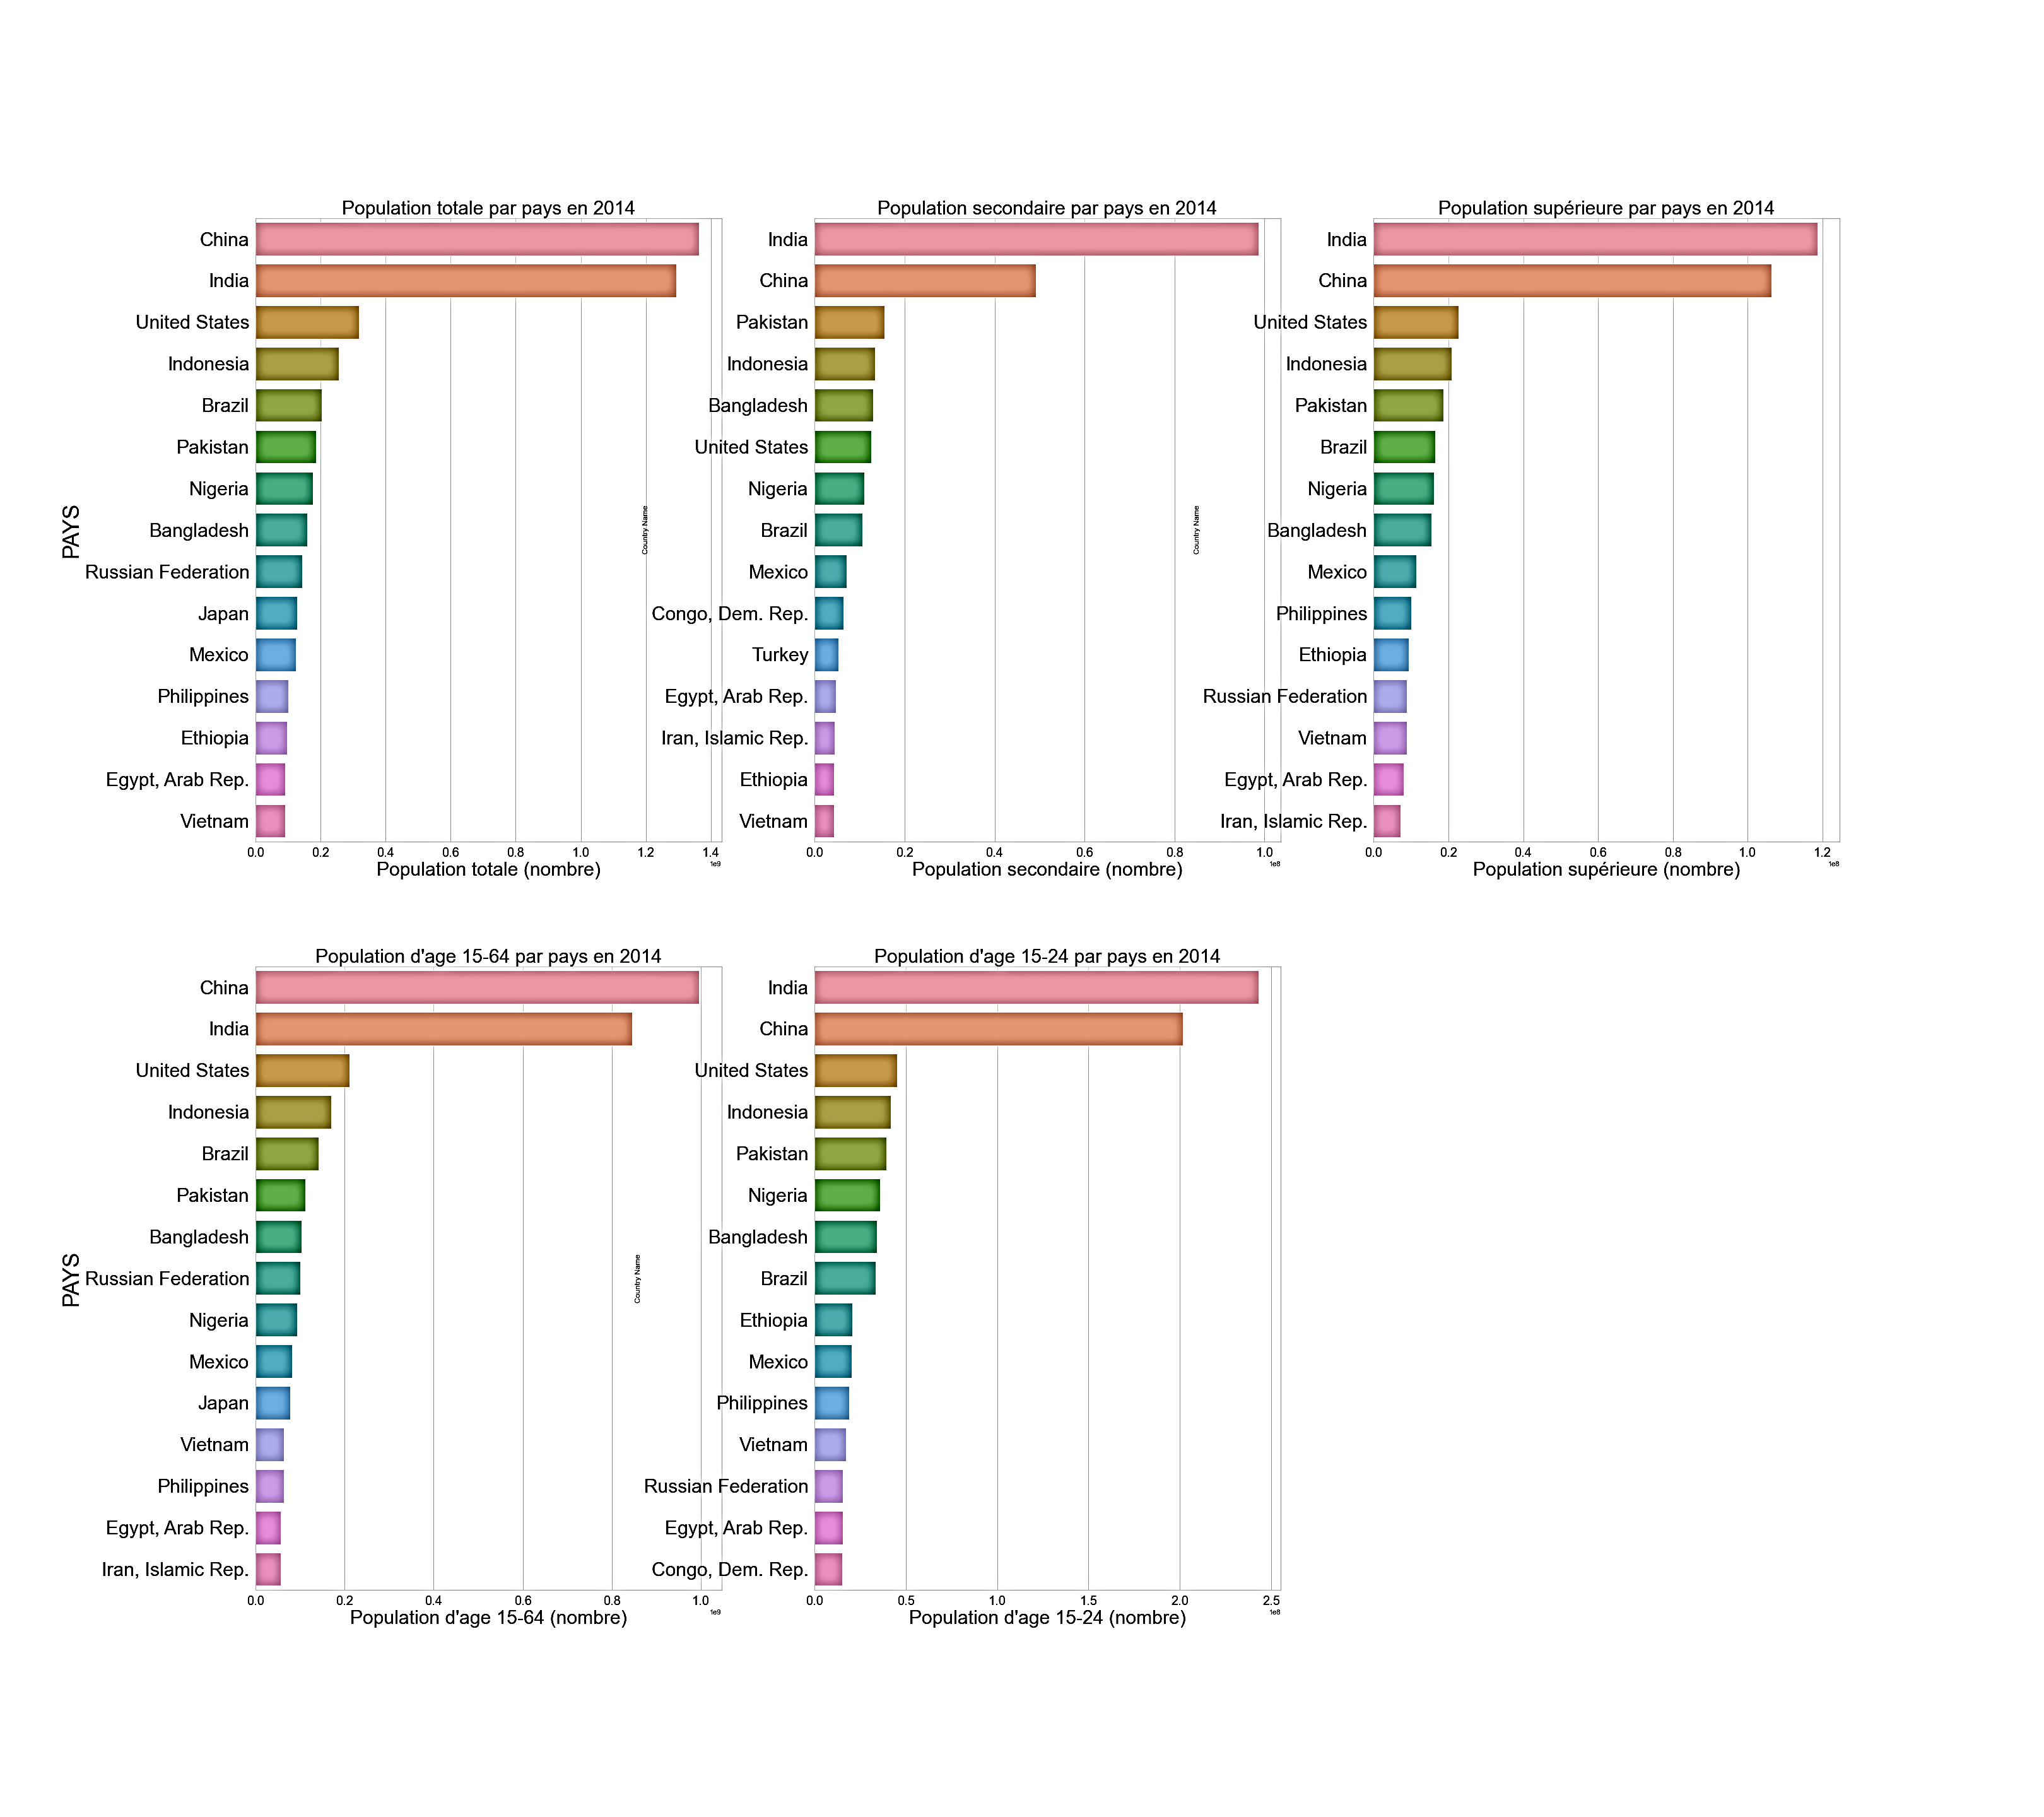 Population totale par pays en 2014
PAYS
China
India
United States
Indonesia
Brazil
Pakistan
Nigeria
Bangladesh
Russian Federation
Japan
Mexico
Philippines
Ethiopia
Egypt, Arab Rep.
Vietnam
0.0 0.2 0.4 0.6 0.8 1.0 1.2 1.4
1e9
Population totale (nombre)
Population secondaire par pays en 2014
Country Name
India
China
Pakistan
Indonesia
Bangladesh
United States
Nigeria
Brazil
Mexico
Congo, Dem. Rep.
Turkey
Egypt, Arab Rep.
Iran, Islamic Rep.
Ethiopia
Vietnam
0.0 0.2 0.4 0.6 0.8 1.0
1e8
Population secondaire (nombre)
Population supérieure par pays en 2014
Country Name
India
China
United States
Indonesia
Pakistan
Brazil
Nigeria
Bangladesh
Mexico
Philippines
Ethiopia
Russian Federation
Vietnam
Egypt, Arab Rep.
Iran, Islamic Rep.
0.0 0.2 0.4 0.6 0.8 1.0 1.2
1e8
Population supérieure (nombre)
Population d'age 15-64 par pays en 2014
PAYS
China
India
United States
Indonesia
Brazil
Pakistan
Bangladesh
Russian Federation
Nigeria
Mexico
Japan
Vietnam
Philippines
Egypt, Arab Rep.
Iran, Islamic Rep.
0.0 0.2 0.4 0.6 0.8 1.0
1e9
Population d'age 15-64 (nombre)
Population d'age 15-24 par pays en 2014
Country Name
India
China
United States
Indonesia
Pakistan
Nigeria
Bangladesh
Brazil
Ethiopia
Mexico
Philippines
Vietnam
Russian Federation
Egypt, Arab Rep.
Congo, Dem. Rep.
0.0 0.5 1.0 1.5 2.0 2.5
1e8
Population d'age 15-24 (nombre)